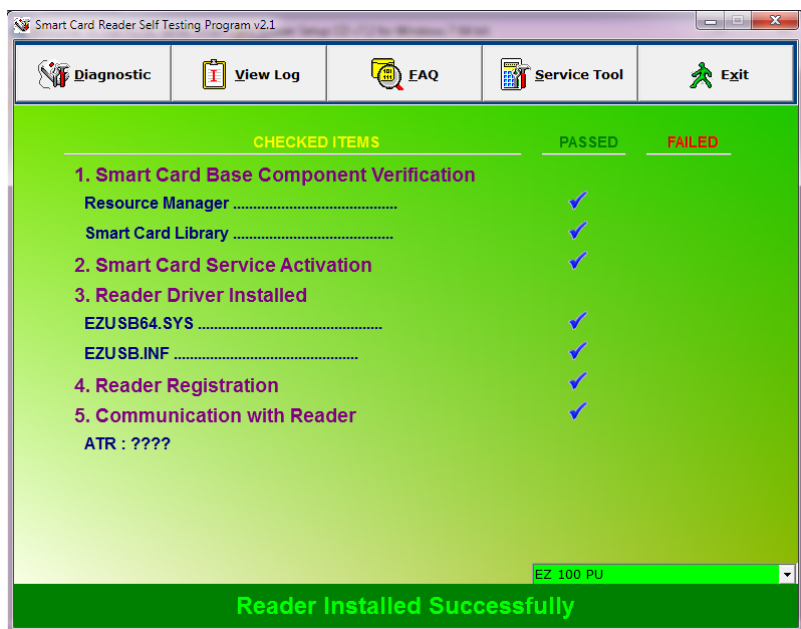 Smart Card Reader Self Testing Program v2.1
Diagnostic View Log FAQ Service Tool Exit
CHECKED ITEMS PASSED FAILED
1. Smart Card Base Component Verification
Resource Manager ..................................................
Smart Card Library .................................................
2. Smart Card Service Activation
3. Reader Driver Installed
EZUSB64.SYS ........................................................
EZUSB.INF ........................................................
4. Reader Registration
5. Communication with Reader
ATR : ????
EZ 100 PU
Reader Installed Successfully